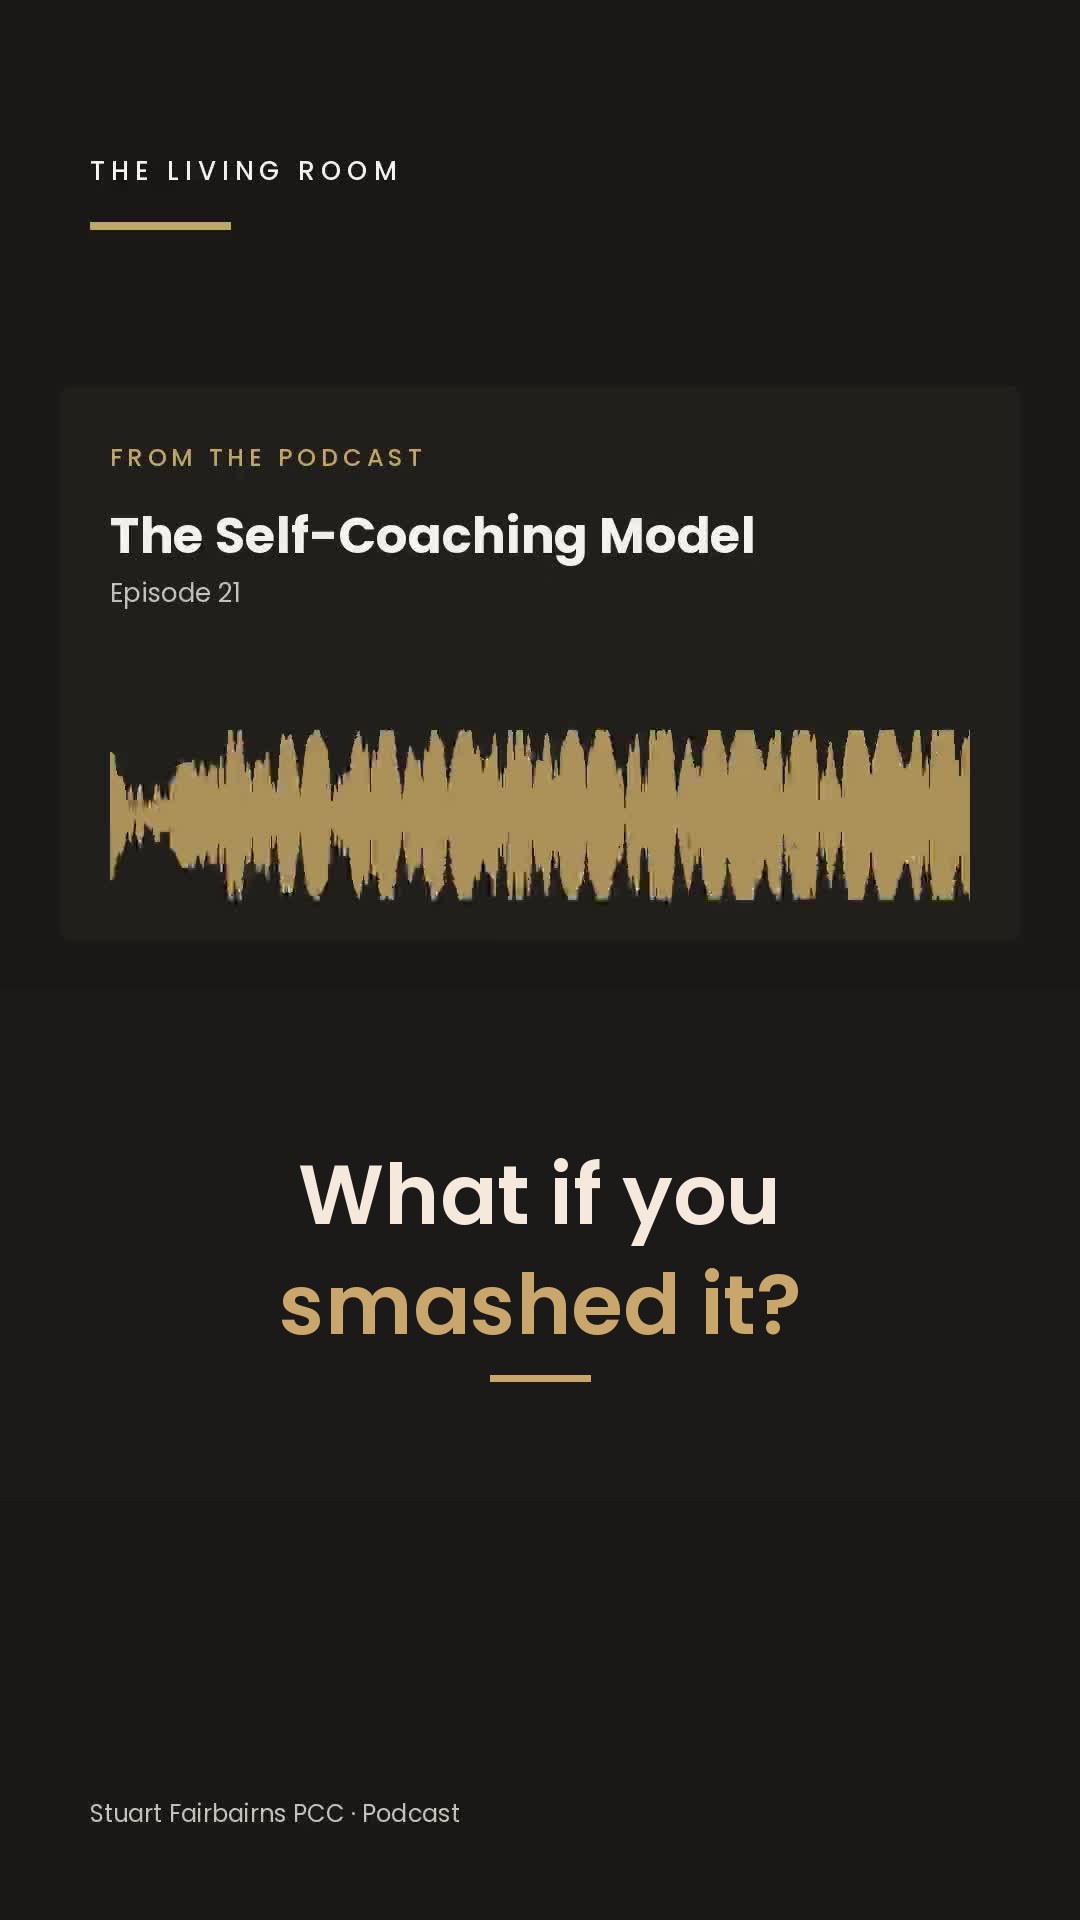 THE LIVING ROOM
FROM THE PODCAST
The Self-Coaching Model
Episode 21
What if you
smashed it?
Stuart Fairbairns PCC · Podcast